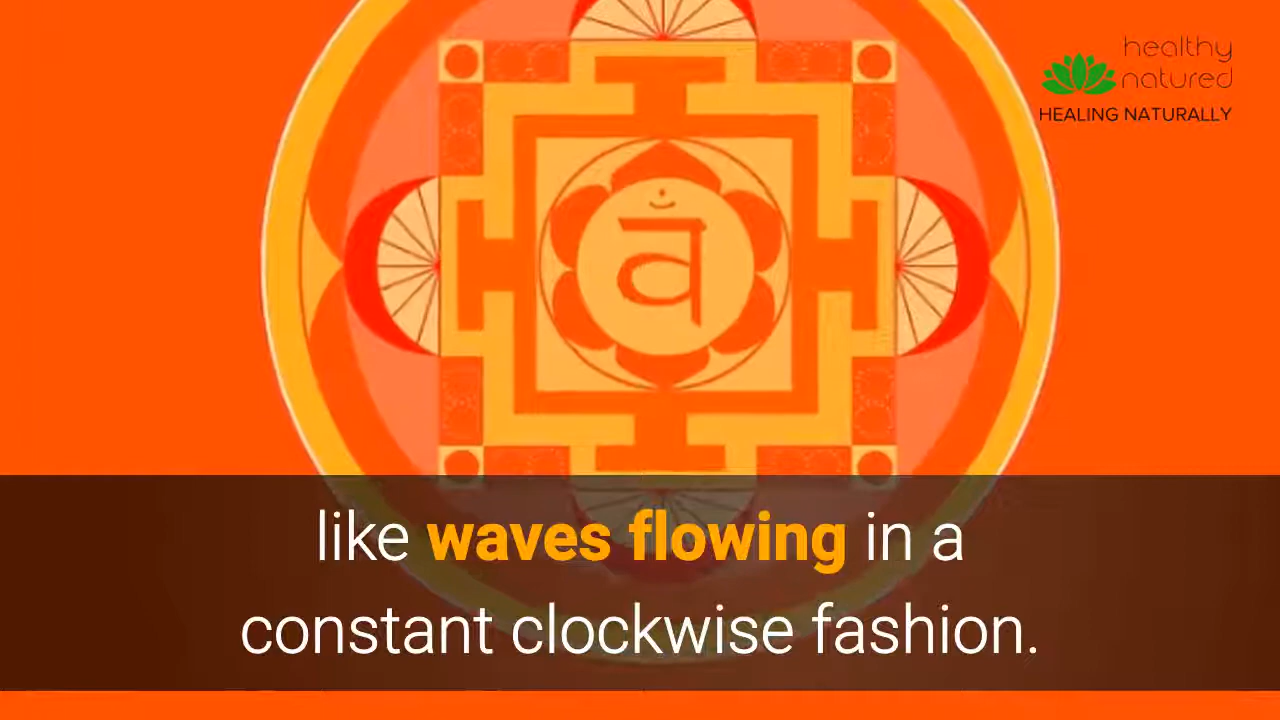 healthy
natured
HEALING NATURALLY
वँ
like waves flowing in a
constant clockwise fashion.